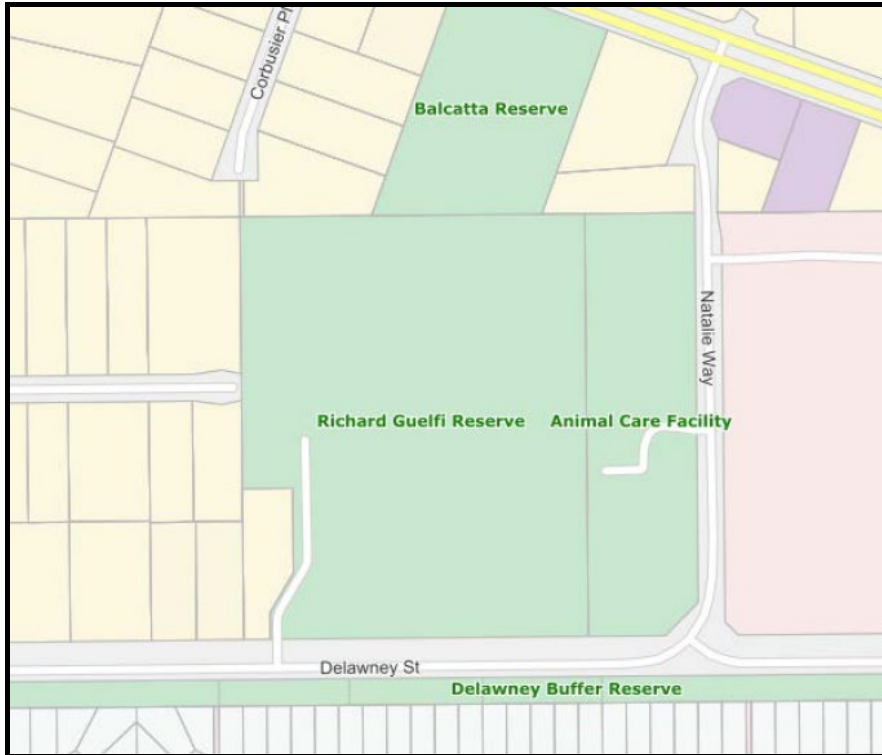 Corbusier Pl
Balcatta Reserve
Natalie Way
Richard Guelfi Reserve
Animal Care Facility
Delawney St
Delawney Buffer Reserve